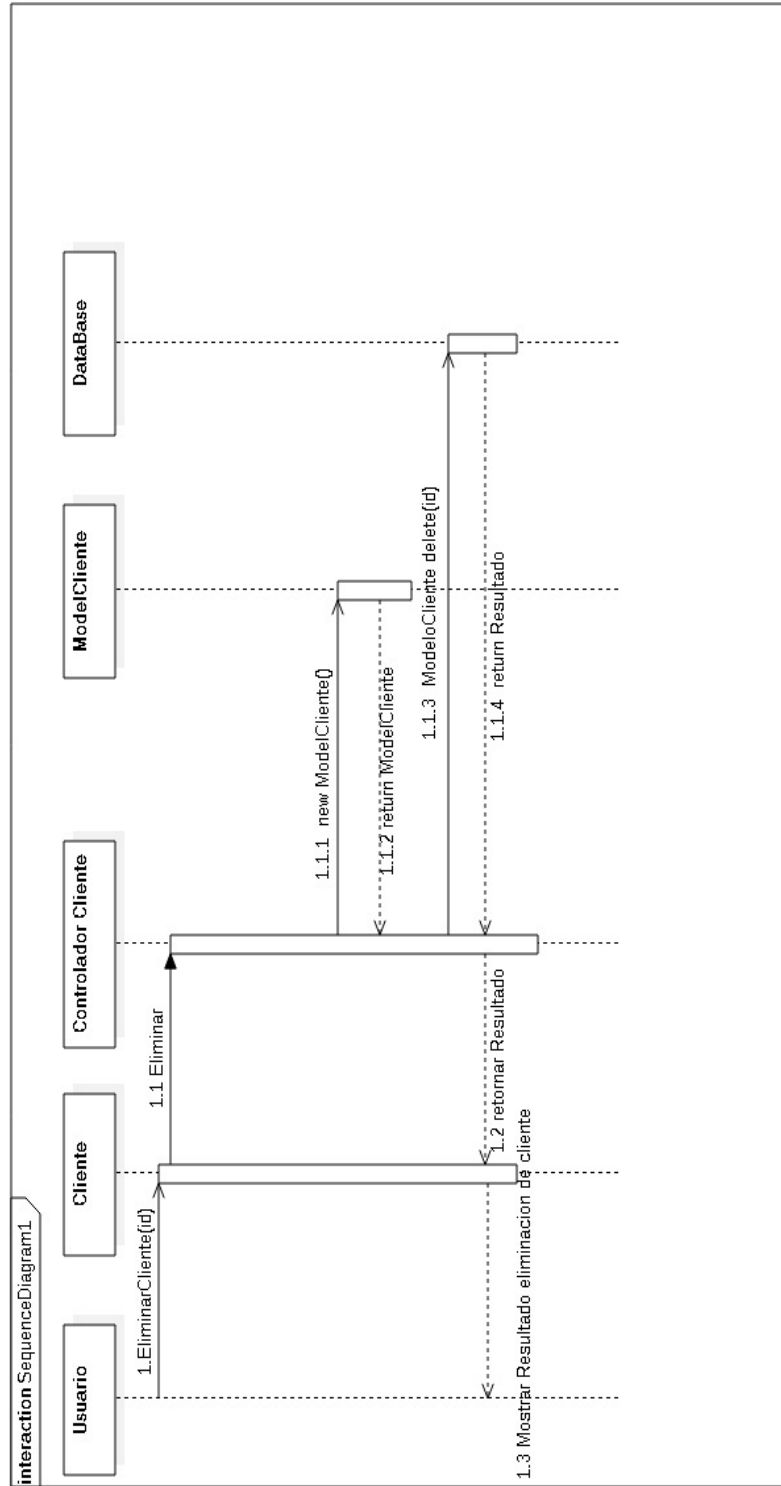 interaction SequenceDiagram1
Usuario
Cliente
Controlador Cliente
ModelCliente
DataBase
1.EliminarCliente(id)
1.1 Eliminar
1.1.1 new ModelCliente()
1.1.2 return ModelCliente
1.1.3 ModeloCliente delete(id)
1.1.4 return Resultado
1.2 retornar Resultado
1.3 Mostrar Resultado eliminacion de cliente